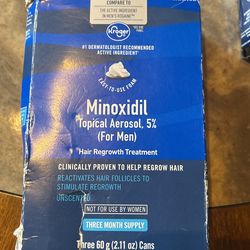 COMPARE TO
THE ACTIVE INGREDIENT
IN MEN'S ROGAINE™
Kroger
#1 DERMATOLOGIST RECOMMENDED
ACTIVE INGREDIENT†
EASY-TO-USE FOAM
Minoxidil
Topical Aerosol, 5%
(For Men)
Hair Regrowth Treatment
CLINICALLY PROVEN TO HELP REGROW HAIR
REACTIVATES HAIR FOLLICLES TO
STIMULATE REGROWTH
UNSCENTED
NOT FOR USE BY WOMEN
THREE MONTH SUPPLY
Three 60 g (2.11 oz) Cans